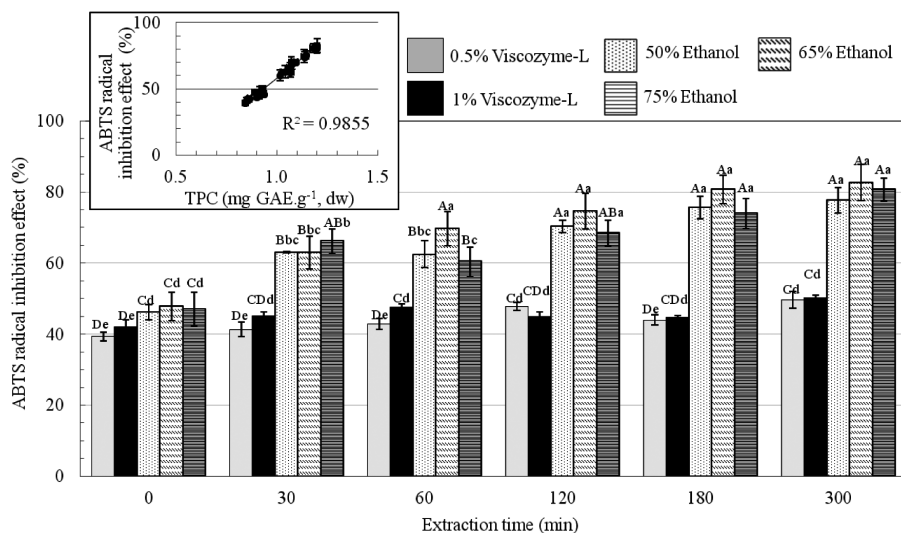 ABTS radical
inhibition effect (%)
100
50
0
R² = 0.9855
0.5
1.0
1.5
TPC (mg GAE.g⁻¹, dw)
0.5% Viscozyme-L
50% Ethanol
65% Ethanol
1% Viscozyme-L
75% Ethanol
ABTS radical inhibition effect (%)
100
80
60
40
20
0
De De Cd Cd Cd
De CDd Bbc Bbc ABb
De Cd Bbc Aa Bc
De CDd Aa Aa ABa
De CDd Aa Aa Aa
Cd Cd Aa Aa Aa
0 30 60 120 180 300
Extraction time (min)